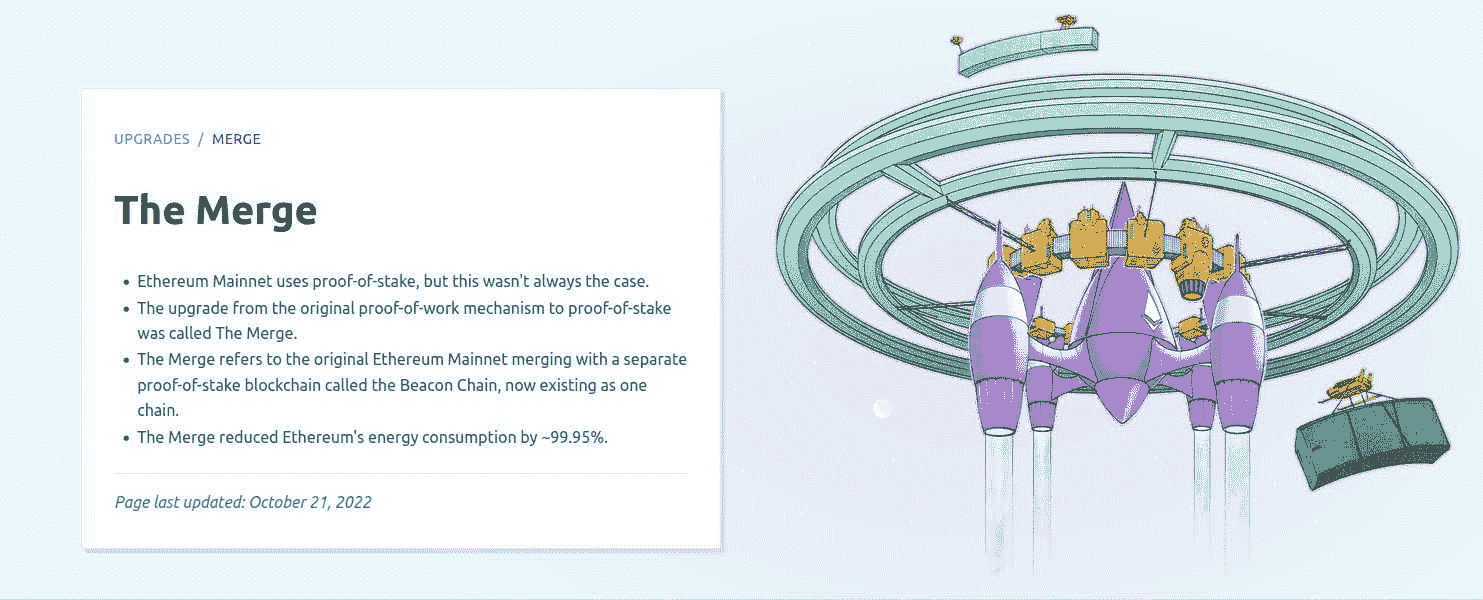 UPGRADES / MERGE
The Merge
• Ethereum Mainnet uses proof-of-stake, but this wasn't always the case.
• The upgrade from the original proof-of-work mechanism to proof-of-stake
was called The Merge.
• The Merge refers to the original Ethereum Mainnet merging with a separate
proof-of-stake blockchain called the Beacon Chain, now existing as one
chain.
• The Merge reduced Ethereum's energy consumption by ~99.95%.
Page last updated: October 21, 2022